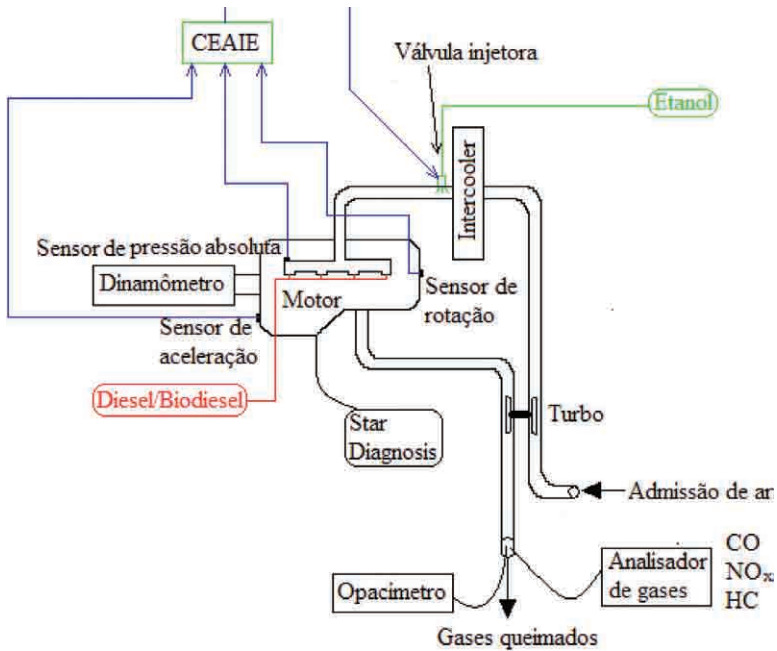 CEAIE
Válvula injetora
Etanol
Intercooler
Sensor de pressão absoluta
Dinamômetro
Motor
Sensor de
rotação
Sensor de
aceleração
Diesel/Biodiesel
Star
Diagnosis
Turbo
Admissão de ar
Opacimetro
Analisador
de gases
CO
NOx
HC
Gases queimados